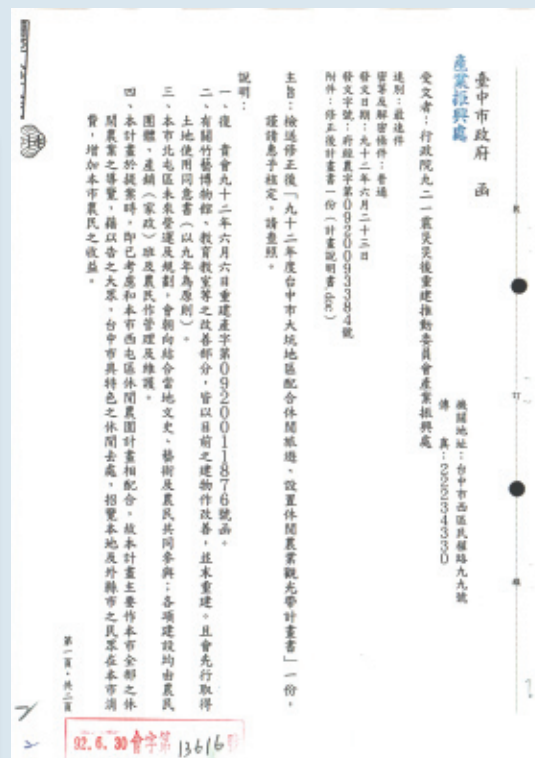 臺中市政府　函
產業振興處
機關地址：台中市西區民權路九九號
傳　真：22234330
受文者：行政院九二一震災災後重建推動委員會產業振興處
速別：最速件
密等及解密條件：普通
發文日期：九十二年六月二十三日
發文字號：府經農字第0920093384號
附件：修正後計畫書一份（計畫說明書.doc）
主旨：檢送修正後「九十二年度台中市大坑地區配合休閒旅遊、設置休閒農業觀光帶計畫書」一份，
謹請惠予核定，請查照。
說明：
一、復　貴會九十二年六月六日重建產字第0920011876號函。
二、有關竹藝博物館、教育教室等之改善部分，皆以目前之建物作改善，並未重建。且會先行取得
土地使用同意書（以九年為原則）。
三、本市北屯區未來營運及規劃，會朝向結合當地文史、藝術及農民共同參與；各項建設均由農民
團體、產銷（家政）班及農民作管理及維護。
四、本計畫於提案時，即已考慮和本市西屯區休閒農園計畫相配合，故本計畫主要作本市全部之休
閒農業之導覽，藉以告之大眾，台中市具特色之休閒去處，招覽本地及外縣市之民眾在本市消
費，增加本市農民之收益。
第一頁，共二頁
92.6.30會字第13616號
裝
訂
線